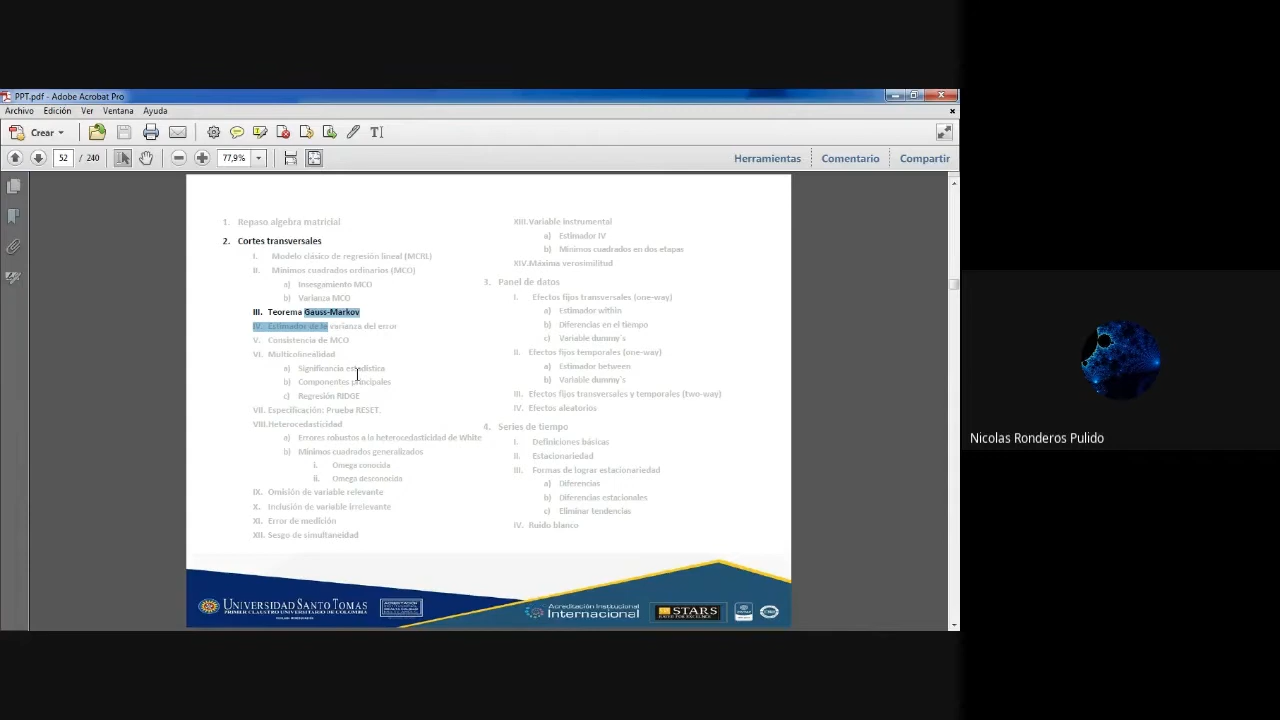 PPT.pdf - Adobe Acrobat Pro
Archivo Edición Ver Ventana Ayuda
Crear
52 / 240 77,9% Herramientas Comentario Compartir
1. Repaso algebra matricial
2. Cortes transversales
I. Modelo clásico de regresión lineal (MCRL)
II. Mínimos cuadrados ordinarios (MCO)
a) Insesgamiento MCO
b) Varianza MCO
III. Teorema Gauss-Markov
IV. Estimador de la varianza del error
V. Consistencia de MCO
VI. Multicolinealidad
a) Significancia estadística
b) Componentes principales
c) Regresión RIDGE
VII. Especificación: Prueba RESET.
VIII. Heterocedasticidad
a) Errores robustos a la heterocedasticidad de White
b) Mínimos cuadrados generalizados
i. Omega conocida
ii. Omega desconocida
IX. Omisión de variable relevante
X. Inclusión de variable irrelevante
XI. Error de medición
XII. Sesgo de simultaneidad
XIII. Variable instrumental
a) Estimador IV
b) Mínimos cuadrados en dos etapas
XIV. Máxima verosimilitud
3. Panel de datos
I. Efectos fijos transversales (one-way)
a) Estimador within
b) Diferencias en el tiempo
c) Variable dummy´s
II. Efectos fijos temporales (one-way)
a) Estimador between
b) Variable dummy´s
III. Efectos fijos transversales y temporales (two-way)
IV. Efectos aleatorios
4. Series de tiempo
I. Definiciones básicas
II. Estacionariedad
III. Formas de lograr estacionariedad
a) Diferencias
b) Diferencias estacionales
c) Eliminar tendencias
IV. Ruido blanco
UNIVERSIDAD SANTO TOMAS
PRIMER CLAUSTRO UNIVERSITARIO DE COLOMBIA
Acreditación Institucional
Internacional
STARS
Nicolas Ronderos Pulido